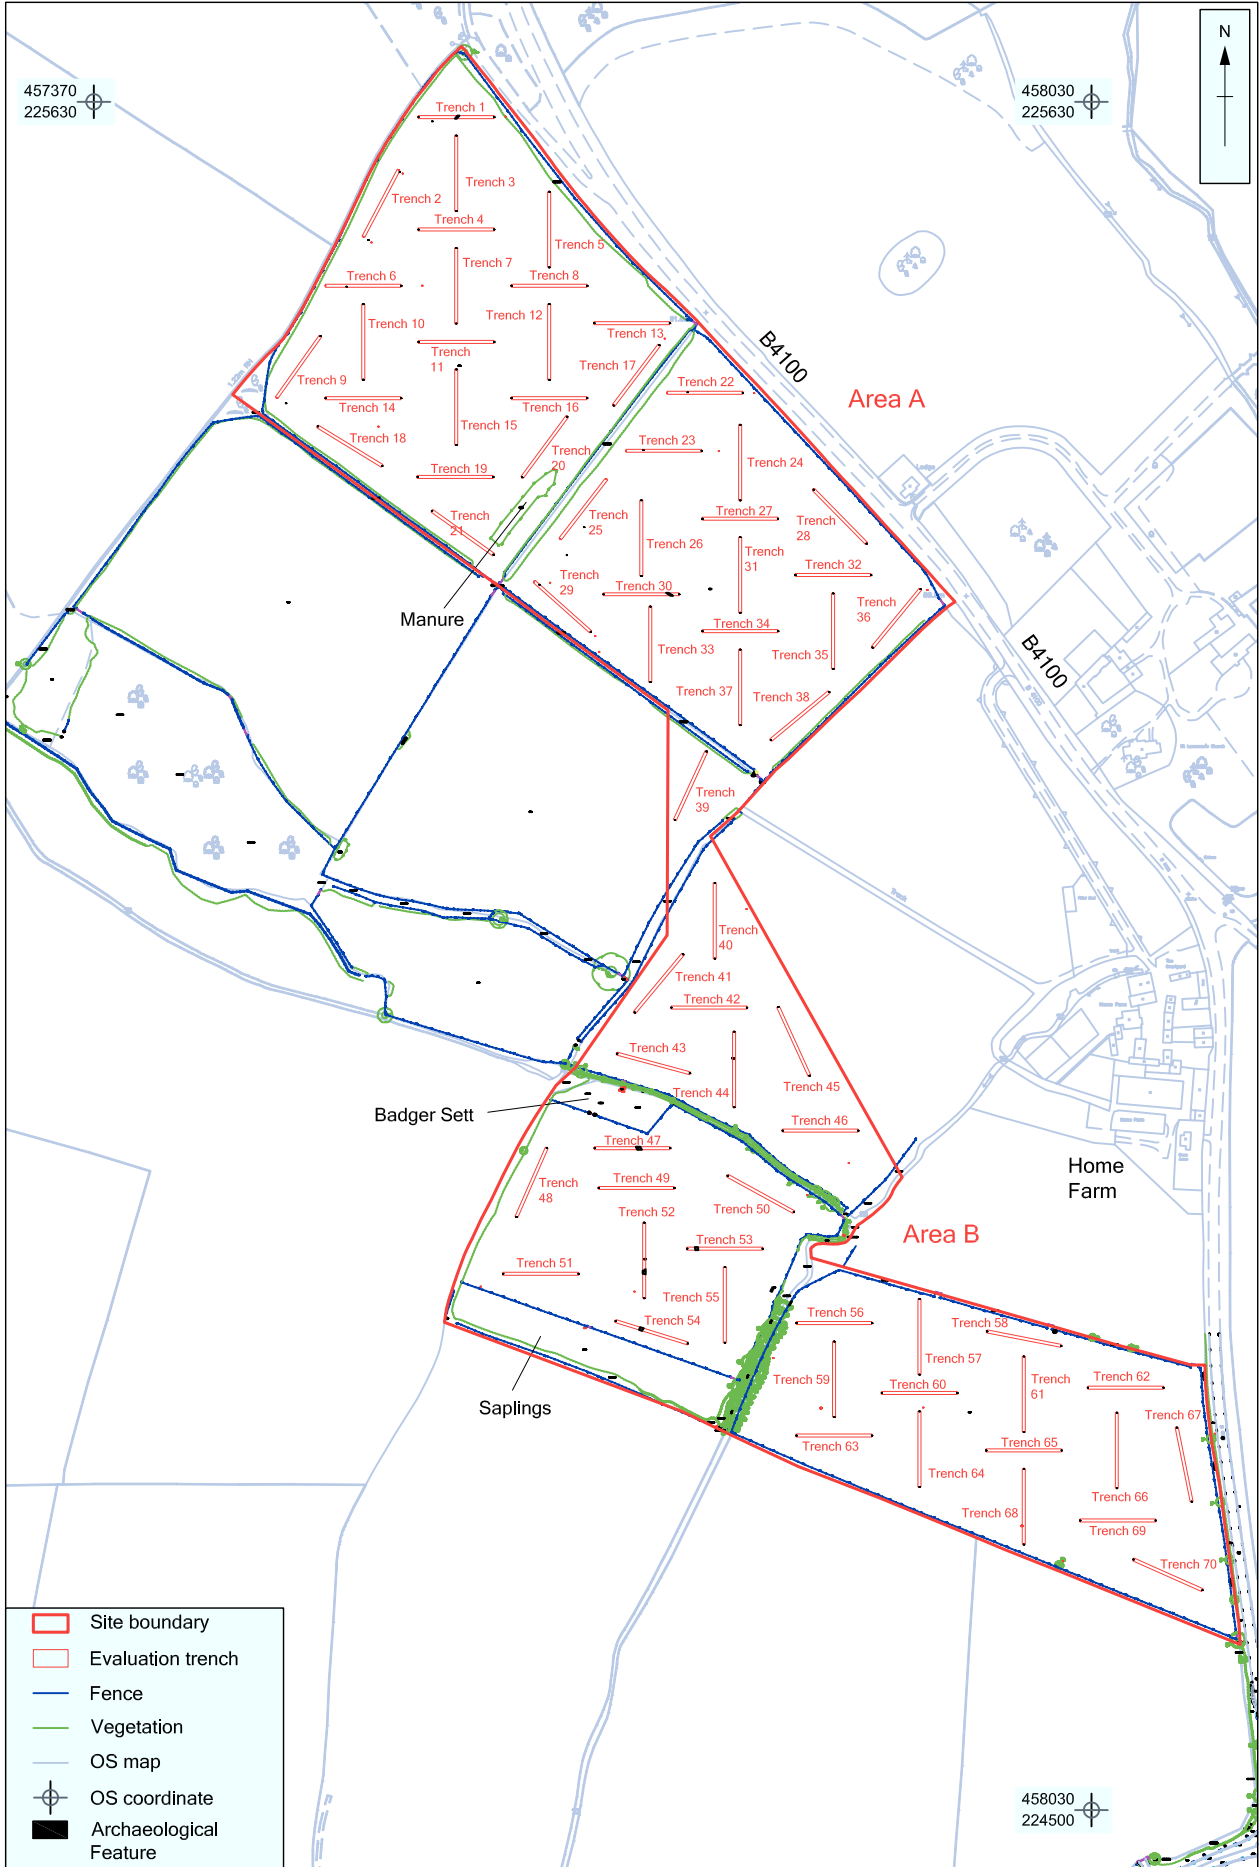 N
457370
225630
458030
225630
Trench 1
Trench 3
Trench 2
Trench 4
Trench 5
Trench 7
Trench 6
Trench 8
Trench 10
Trench 12
Trench 13
Trench
11
Trench 17
Trench 9
Trench 14
Trench 16
Trench 15
Trench 18
Trench
20
Trench 19
Trench
21
Manure
B4100
Area A
Trench 22
Trench 23
Trench 24
Lodge
Trench
25
Trench 27
Trench
28
Trench 26
Trench
31
Trench 32
Trench
29
Trench 30
Trench
36
Trench 34
Trench 33
Trench 35
B4100
Trench 37
Trench 38
Trench
39
Track
Trench
40
Trench 41
Trench 42
Trench 43
Trench 44
Trench 45
Trench 46
Badger Sett
Trench 47
Trench
48
Trench 49
Trench 50
Home
Farm
Trench 52
Area B
Trench 53
Trench 51
Trench 55
Trench 54
Saplings
Trench 56
Trench 58
Trench 57
Trench 59
Trench 60
Trench
61
Trench 62
Trench 67
Trench 63
Trench 65
Trench 64
Trench 66
Trench 68
Trench 69
Trench 70
Site boundary
Evaluation trench
Fence
Vegetation
OS map
OS coordinate
Archaeological
Feature
458030
224500